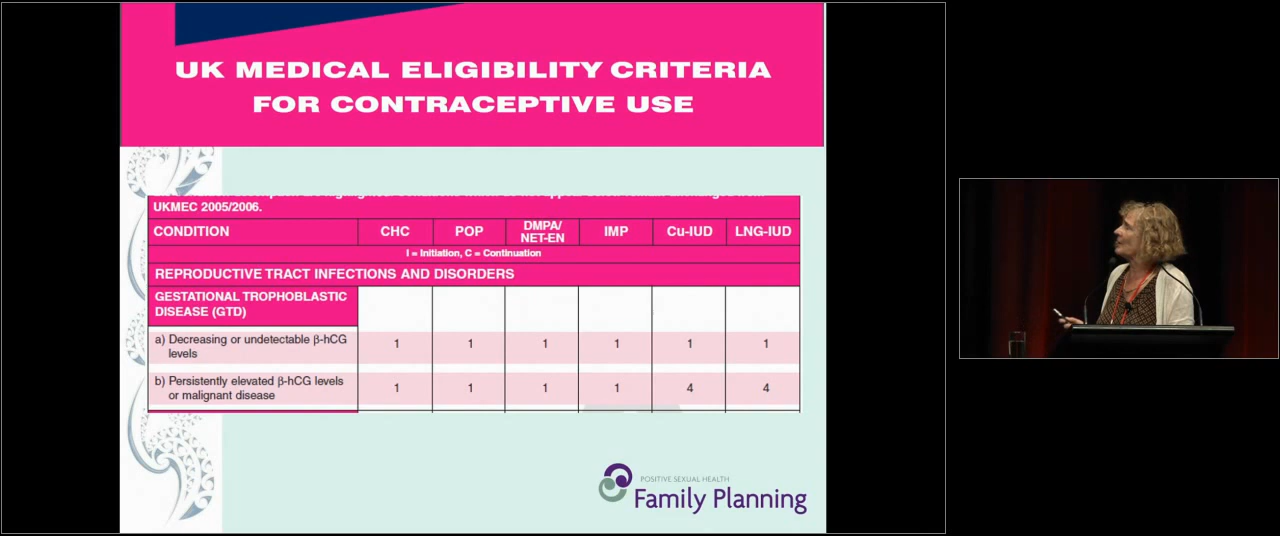 UK MEDICAL ELIGIBILITY CRITERIA
FOR CONTRACEPTIVE USE
UKMEC 2005/2006.
CONDITION CHC POP DMPA/ NET-EN IMP Cu-IUD LNG-IUD
I = Initiation, C = Continuation
REPRODUCTIVE TRACT INFECTIONS AND DISORDERS
GESTATIONAL TROPHOBLASTIC
DISEASE (GTD)
a) Decreasing or undetectable β-hCG
levels 1 1 1 1 1 1
b) Persistently elevated β-hCG levels
or malignant disease 1 1 1 1 4 4
POSITIVE SEXUAL HEALTH
Family Planning